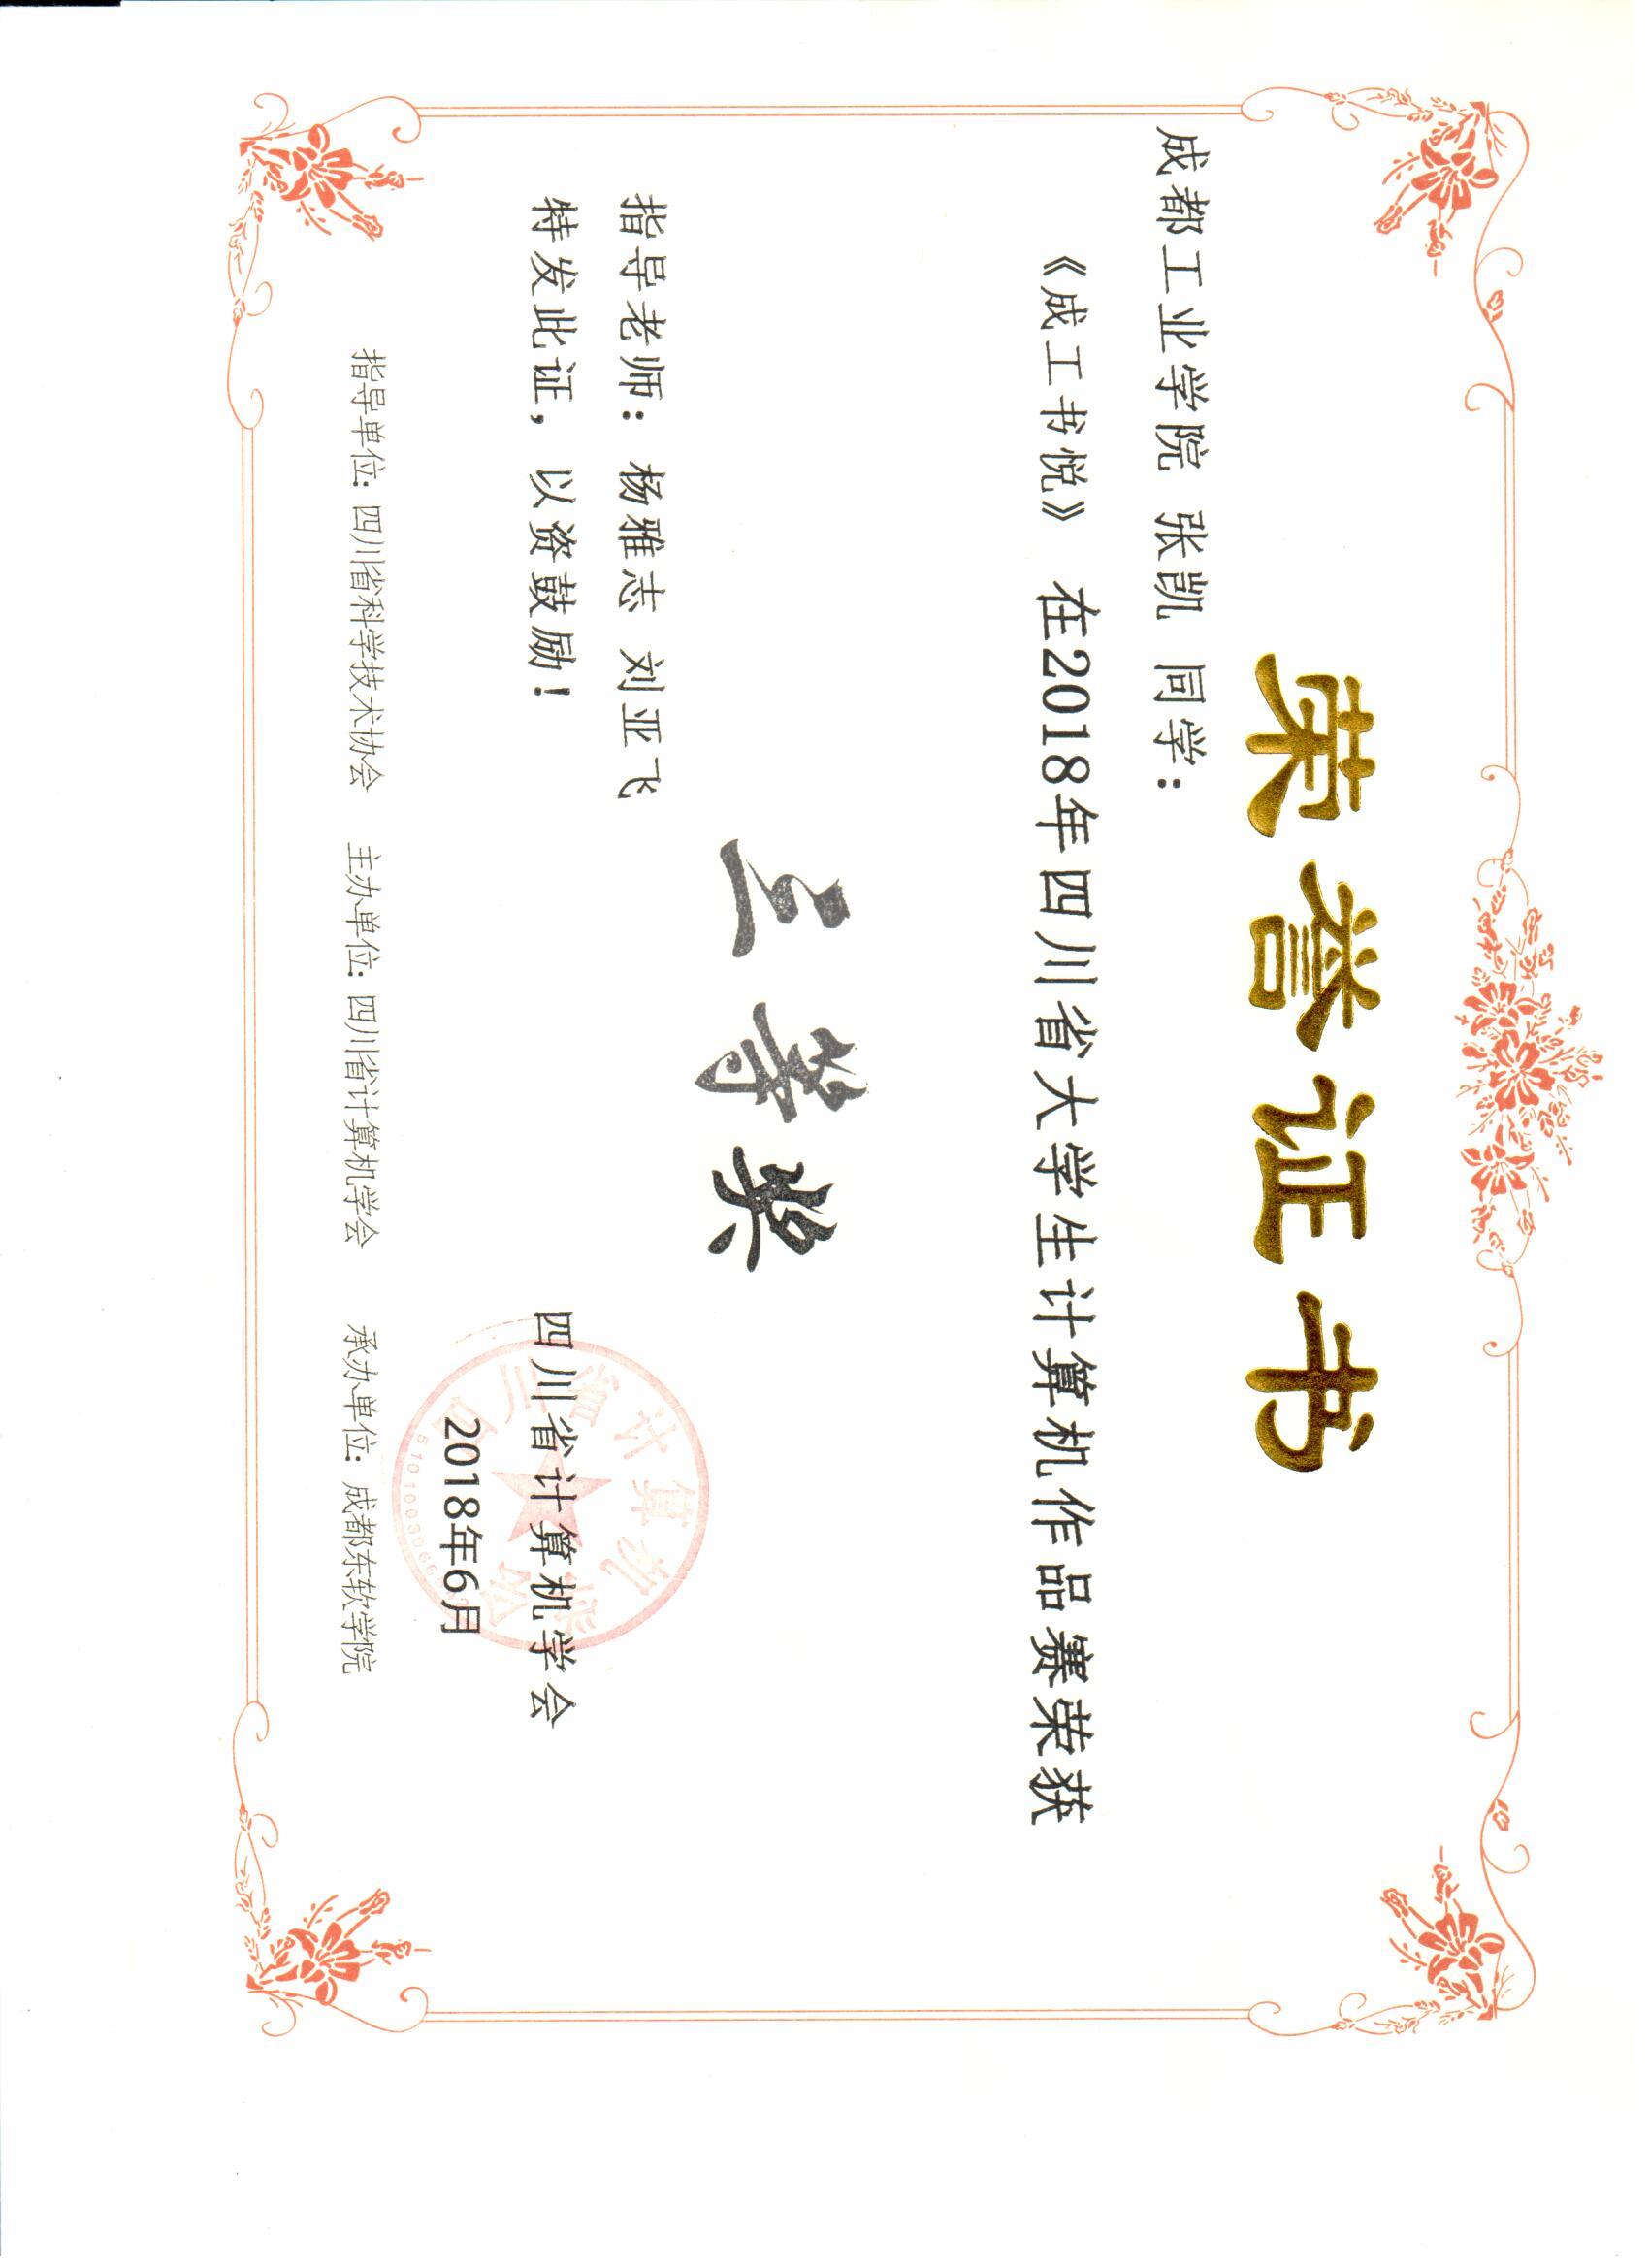 荣誉证书
成都工业学院 张凯 同学：
《成工书悦》 在2018年四川省大学生计算机作品赛荣获
三等奖
指导老师：杨雅志 刘亚飞
特发此证，以资鼓励！
四川省计算机学会
2018年6月
四川省计算机学会
指导单位：四川省科学技术协会 主办单位：四川省计算机学会 承办单位：成都东软学院